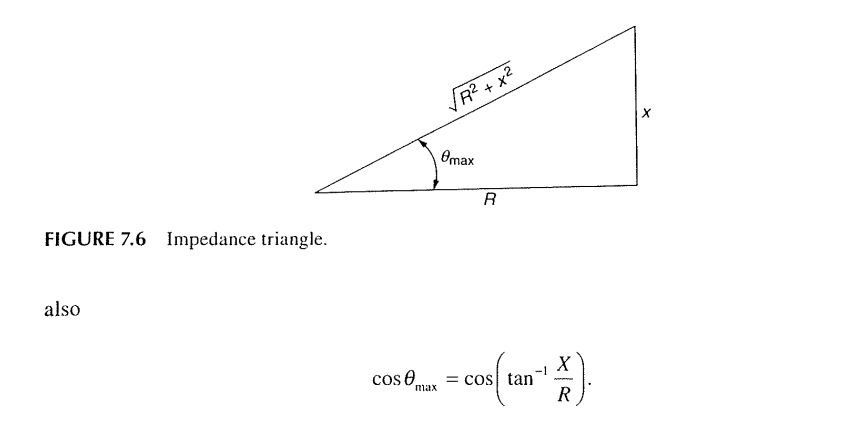 √R² + x²
θmax
x
R
FIGURE 7.6 Impedance triangle.
also
cos θmax = cos(tan⁻¹ X/R).